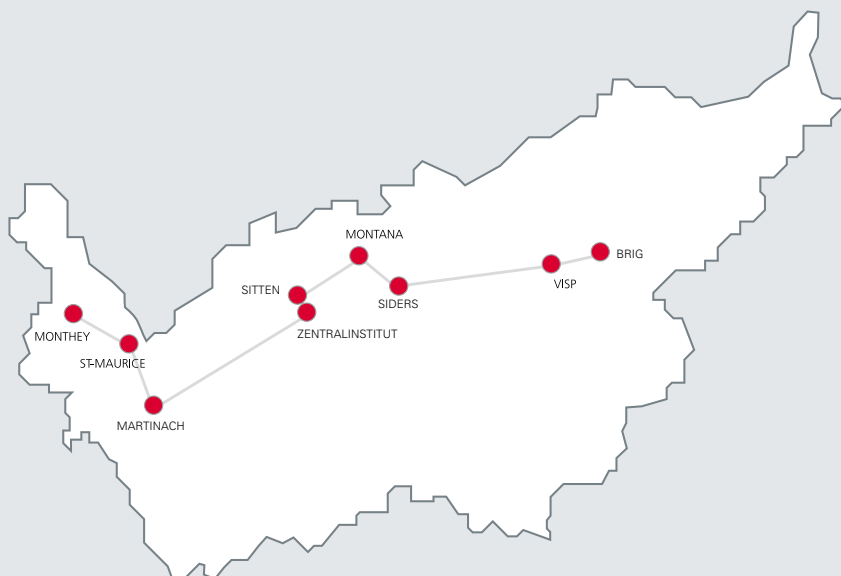 MONTANA
BRIG
VISP
SITTEN
SIDERS
ZENTRALINSTITUT
MONTHEY
ST-MAURICE
MARTINACH